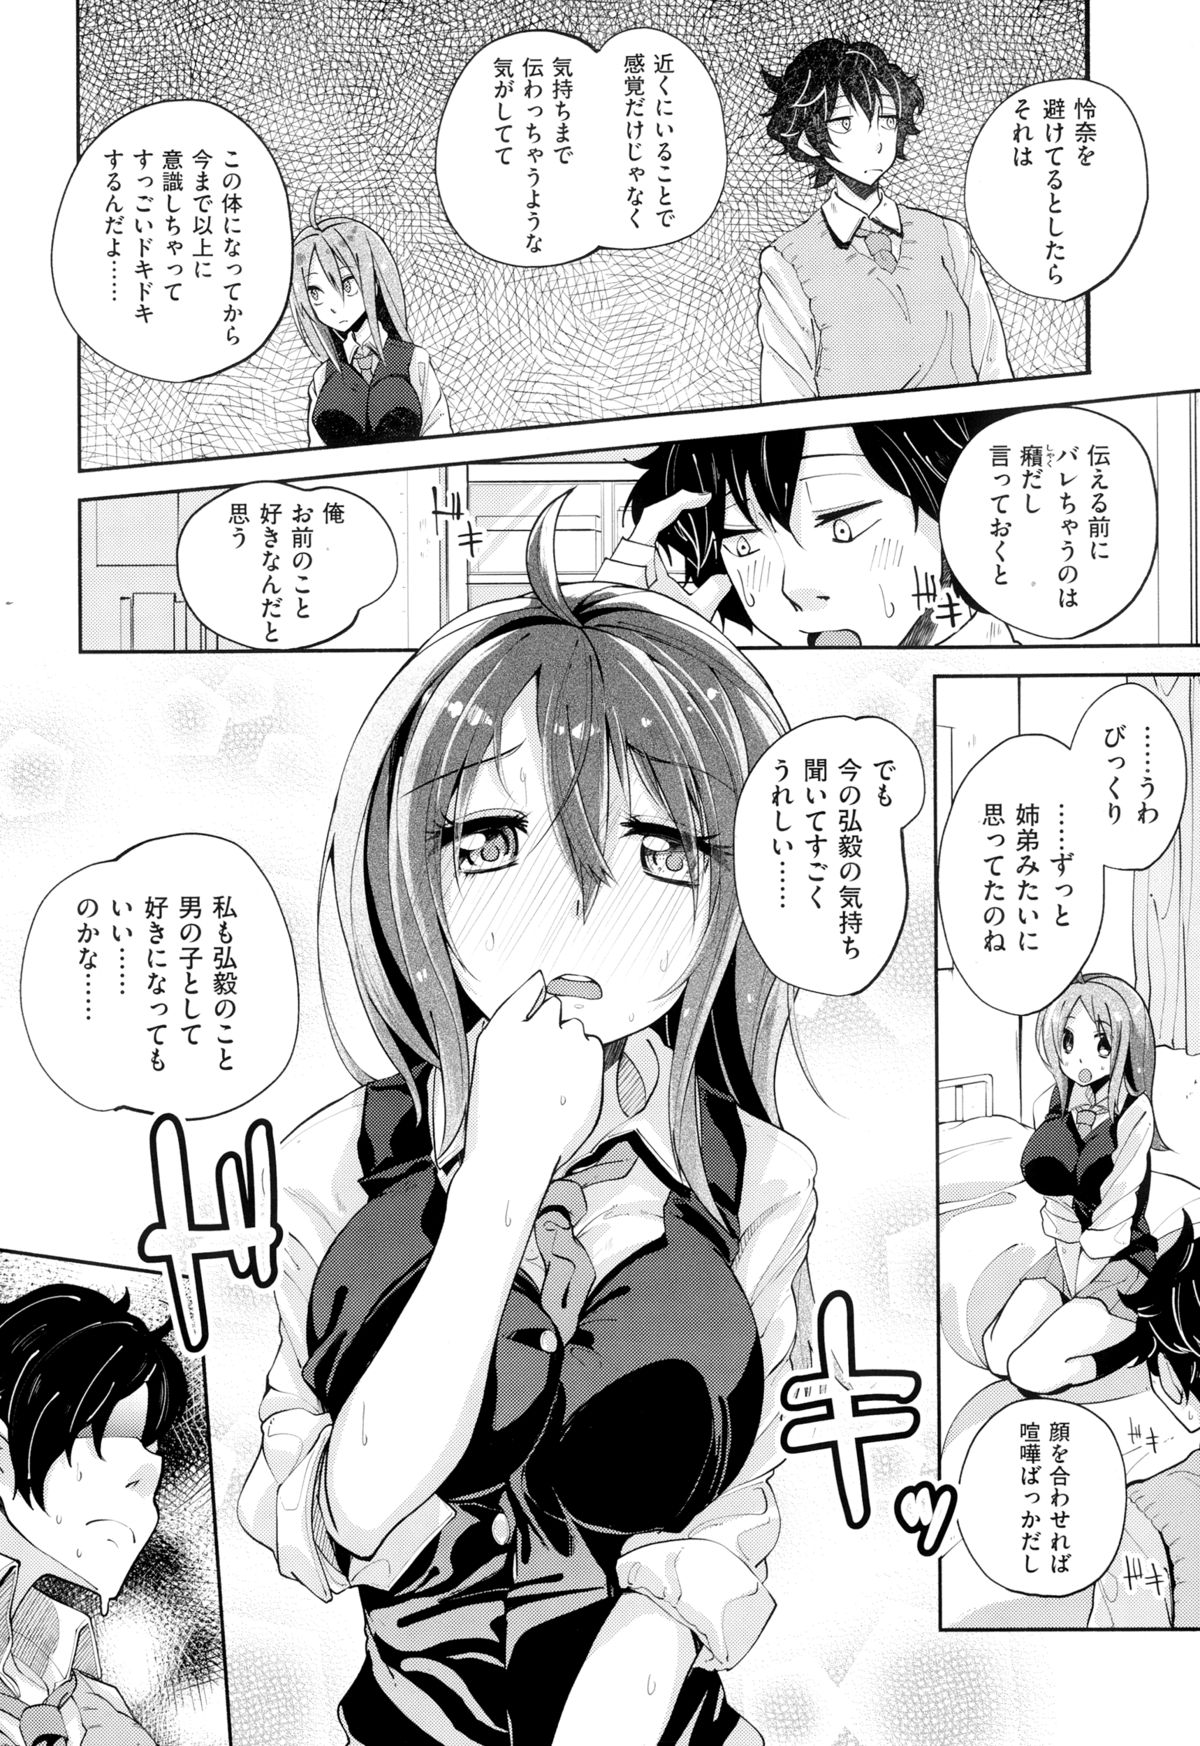 怜奈を
避けてるとしたら
それは
近くにいることで
感覚だけじゃなく
気持ちまで
伝わっちゃうような
気がしてて
この体になってから
今まで以上に
意識しちゃって
すっごいドキドキ
するんだよ……
伝える前に
バレちゃうのは
癪だし
しゃく
言っておくと
ドキ
俺
お前のこと
好きなんだと
思う
……うわ
びっくり
……ずっと
姉弟みたいに
思ってたのね
ドキ
顔を合わせれば
喧嘩ばっかだし
ドキ
でも
今の弘毅の気持ち
聞いてすごく
うれしい……
私も弘毅のこと
男の子として
好きになっても
いい……
のかな……
ドキッ